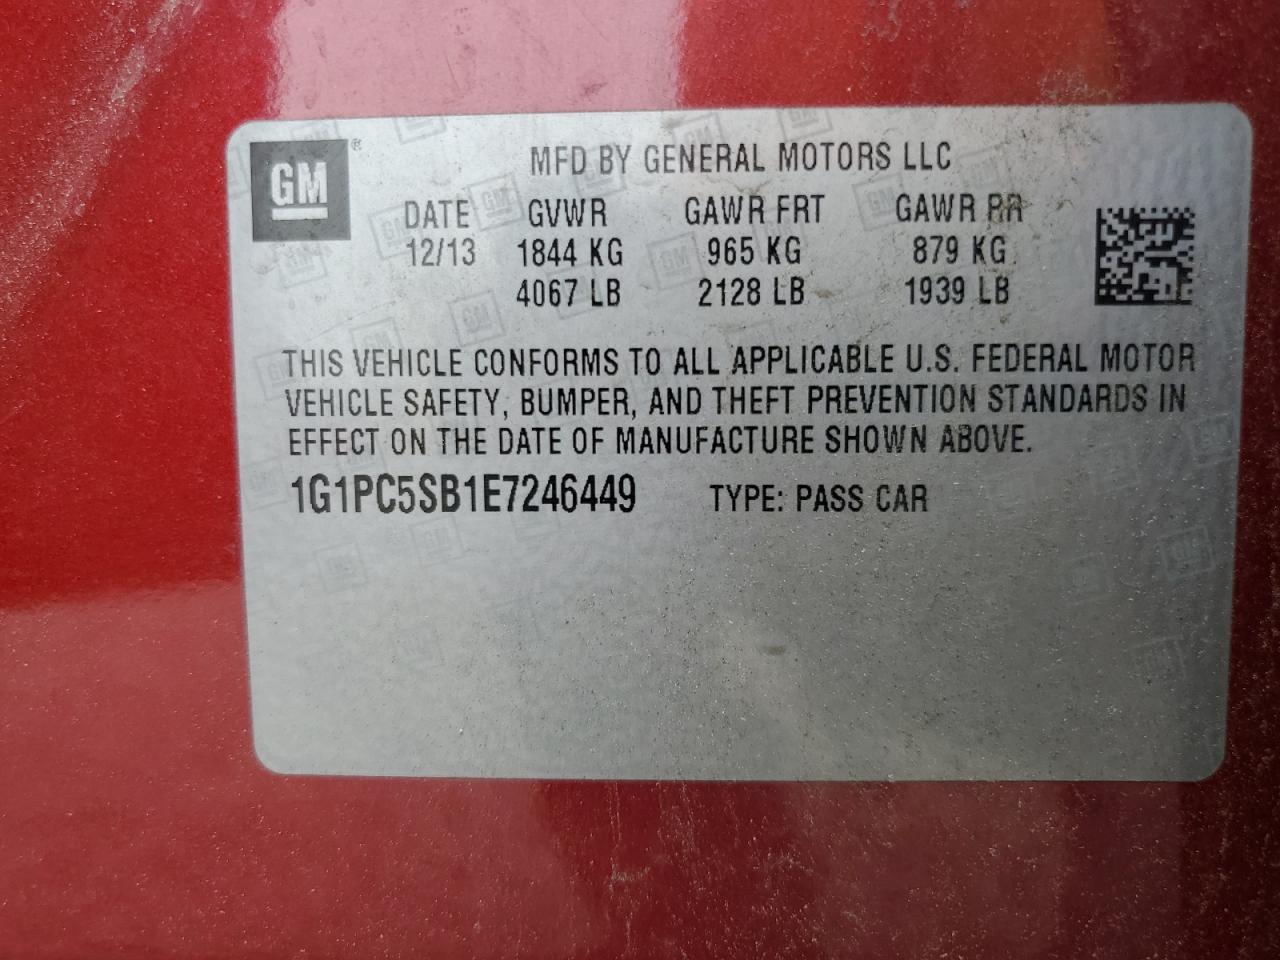 GM®
MFD BY GENERAL MOTORS LLC
DATE GVWR GAWR FRT GAWR RR
12/13 1844 KG 965 KG 879 KG
4067 LB 2128 LB 1939 LB
THIS VEHICLE CONFORMS TO ALL APPLICABLE U.S. FEDERAL MOTOR
VEHICLE SAFETY, BUMPER, AND THEFT PREVENTION STANDARDS IN
EFFECT ON THE DATE OF MANUFACTURE SHOWN ABOVE.
1G1PC5SB1E7246449 TYPE: PASS CAR